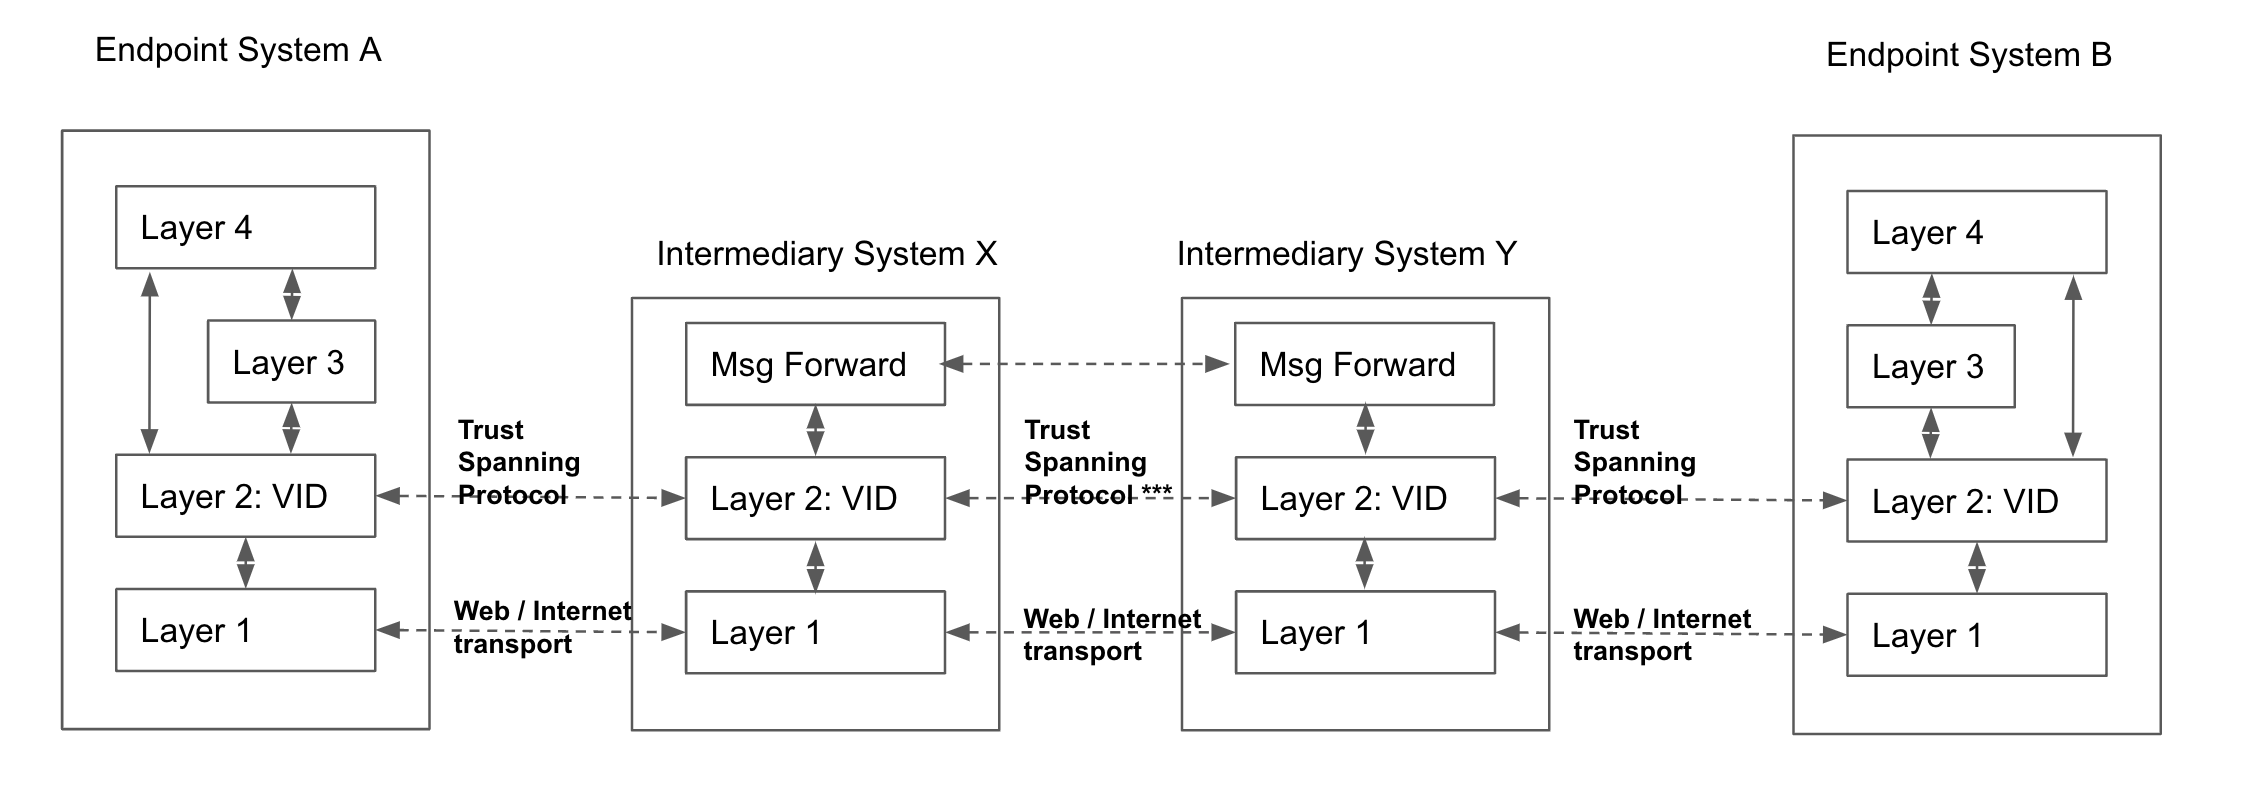 Endpoint System A
Endpoint System B
Layer 4
Layer 3
Layer 2: VID
Layer 1
Trust
Spanning
Protocol
Web / Internet
transport
Intermediary System X
Msg Forward
Layer 2: VID
Layer 1
Trust
Spanning
Protocol ***
Web / Internet
transport
Intermediary System Y
Msg Forward
Layer 2: VID
Layer 1
Trust
Spanning
Protocol
Web / Internet
transport
Layer 4
Layer 3
Layer 2: VID
Layer 1